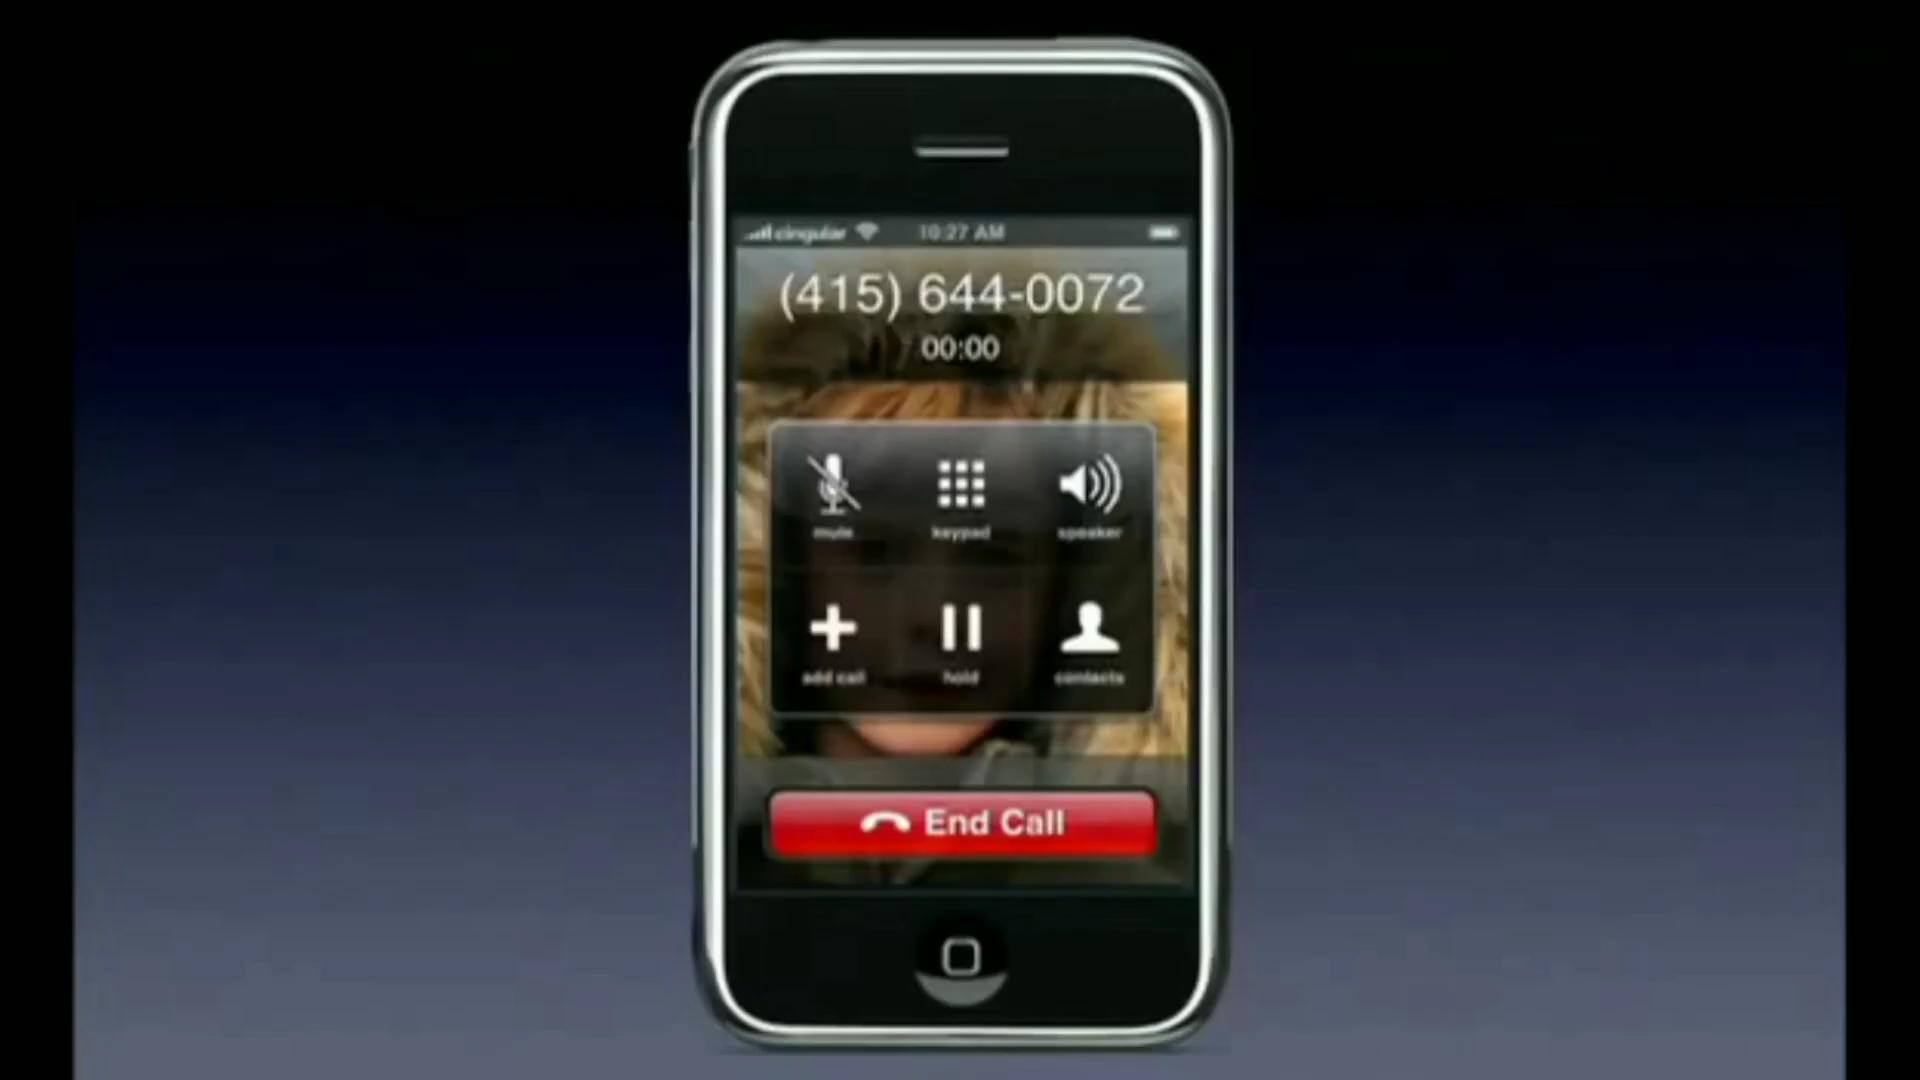 cingular 10:27 AM
(415) 644-0072
00:00
mute keypad speaker
add call hold contacts
End Call